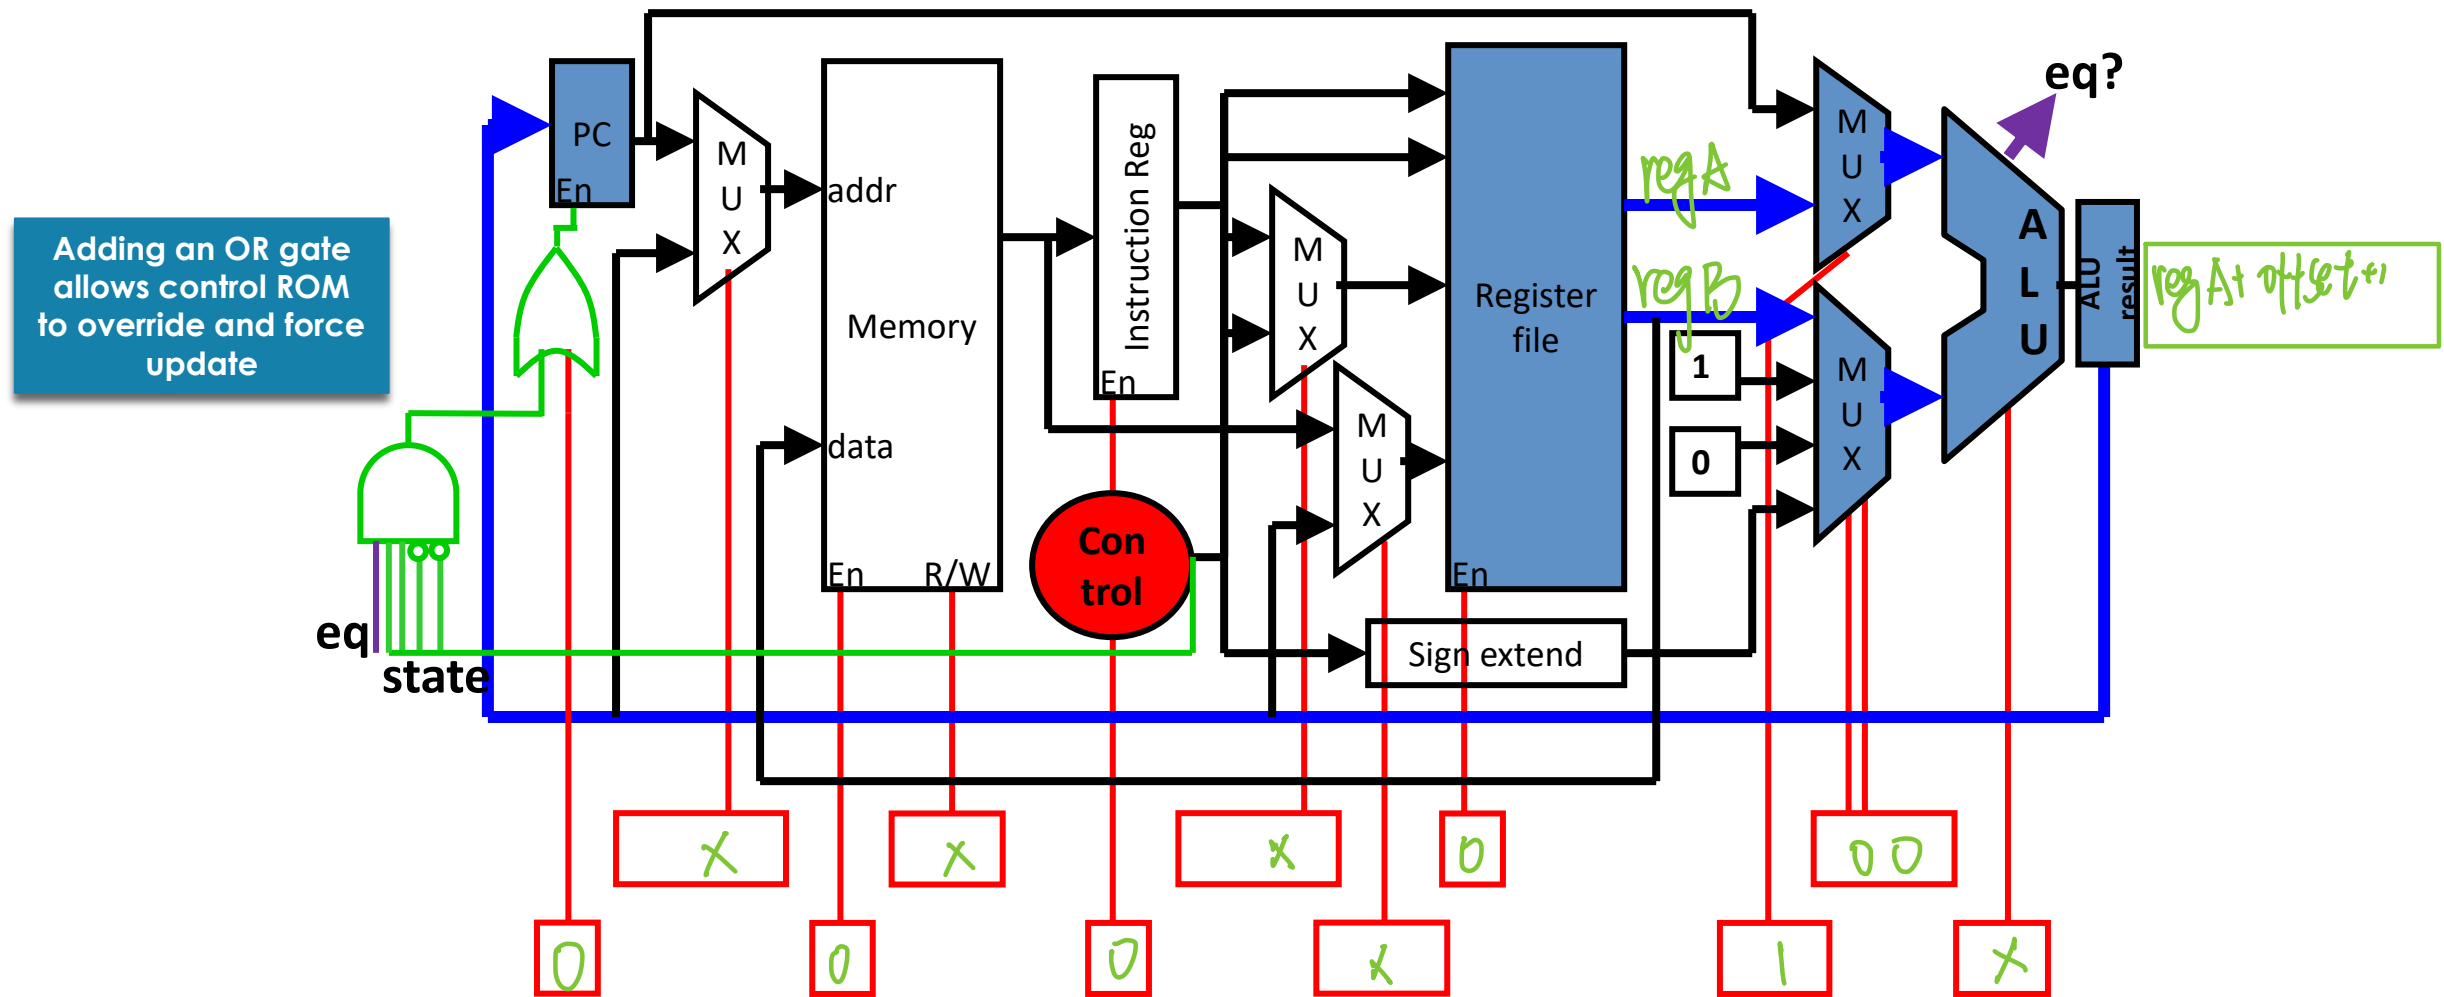 eq?
PC
En
M
U
X
addr
Memory
data
En
R/W
Instruction Reg
En
M
U
X
M
U
X
Register
file
En
regA
regB
1
0
M
U
X
M
U
X
A
L
U
ALU
result
regA+ offset+1
Adding an OR gate
allows control ROM
to override and force
update
Con
trol
Sign extend
eq
state
X
X
X
0
0 0
0
0
0
X
1
X